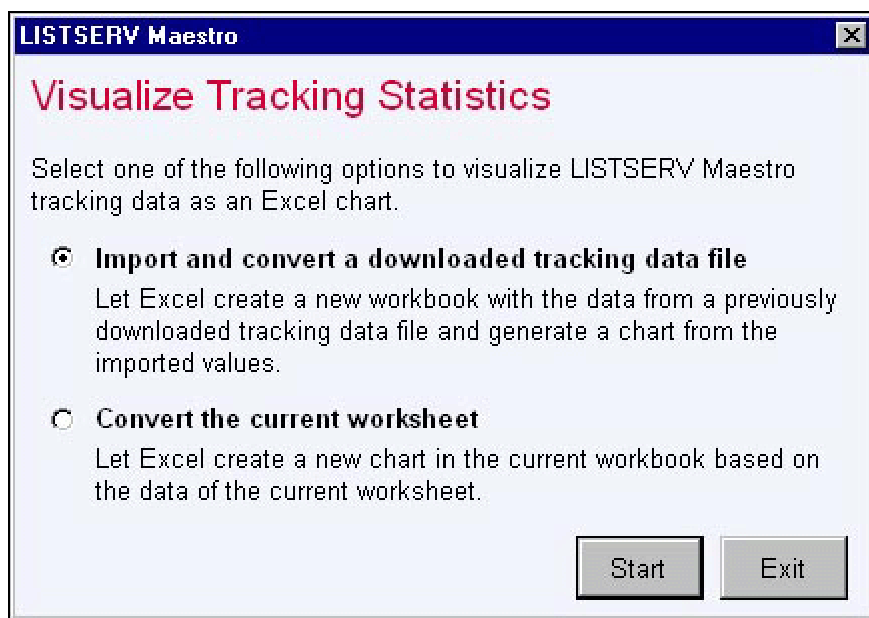 LISTSERV Maestro
Visualize Tracking Statistics
Select one of the following options to visualize LISTSERV Maestro
tracking data as an Excel chart.
Import and convert a downloaded tracking data file
Let Excel create a new workbook with the data from a previously
downloaded tracking data file and generate a chart from the
imported values.
Convert the current worksheet
Let Excel create a new chart in the current workbook based on
the data of the current worksheet.
Start
Exit